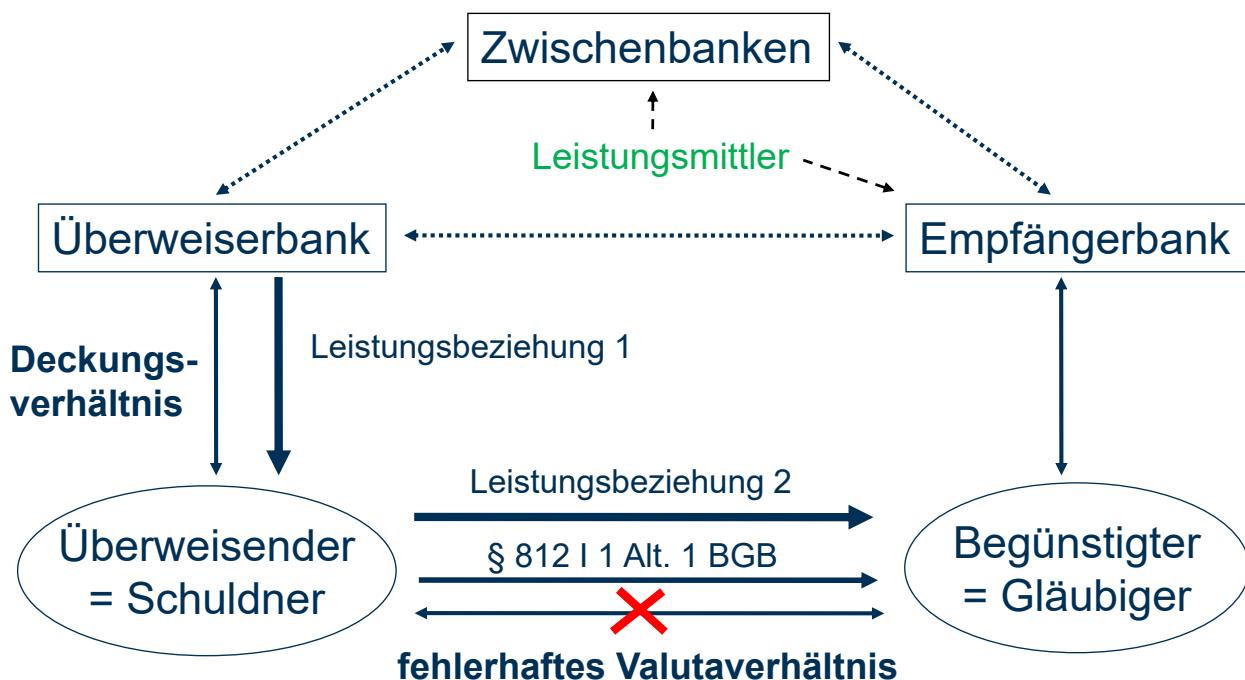 Zwischenbanken
Leistungsmittler
Überweiserbank
Empfängerbank
Leistungsbeziehung 1
Deckungs-
verhältnis
Leistungsbeziehung 2
Überweisender
= Schuldner
§ 812 I 1 Alt. 1 BGB
Begünstigter
= Gläubiger
fehlerhaftes Valutaverhältnis